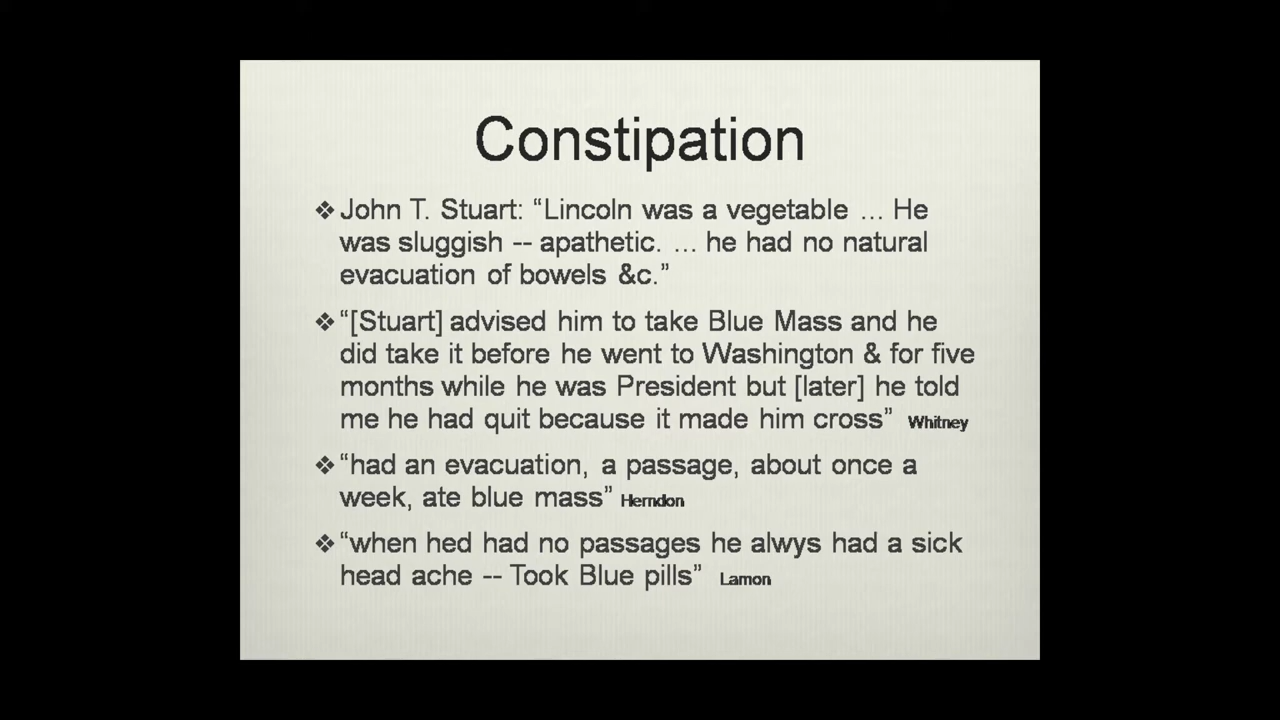 Constipation
❖ John T. Stuart: “Lincoln was a vegetable … He
was sluggish -- apathetic. … he had no natural
evacuation of bowels &c.”
❖ “[Stuart] advised him to take Blue Mass and he
did take it before he went to Washington & for five
months while he was President but [later] he told
me he had quit because it made him cross” Whitney
❖ “had an evacuation, a passage, about once a
week, ate blue mass” Herndon
❖ “when hed had no passages he alwys had a sick
head ache -- Took Blue pills” Lamon